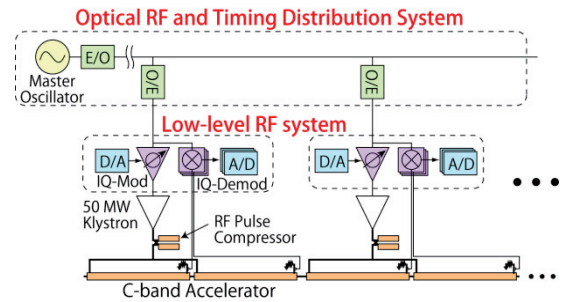 Optical RF and Timing Distribution System
E/O
Master
Oscillator
O/E
O/E
Low-level RF system
D/A
A/D
IQ-Mod
IQ-Demod
D/A
A/D
50 MW
Klystron
RF Pulse
Compressor
C-band Accelerator